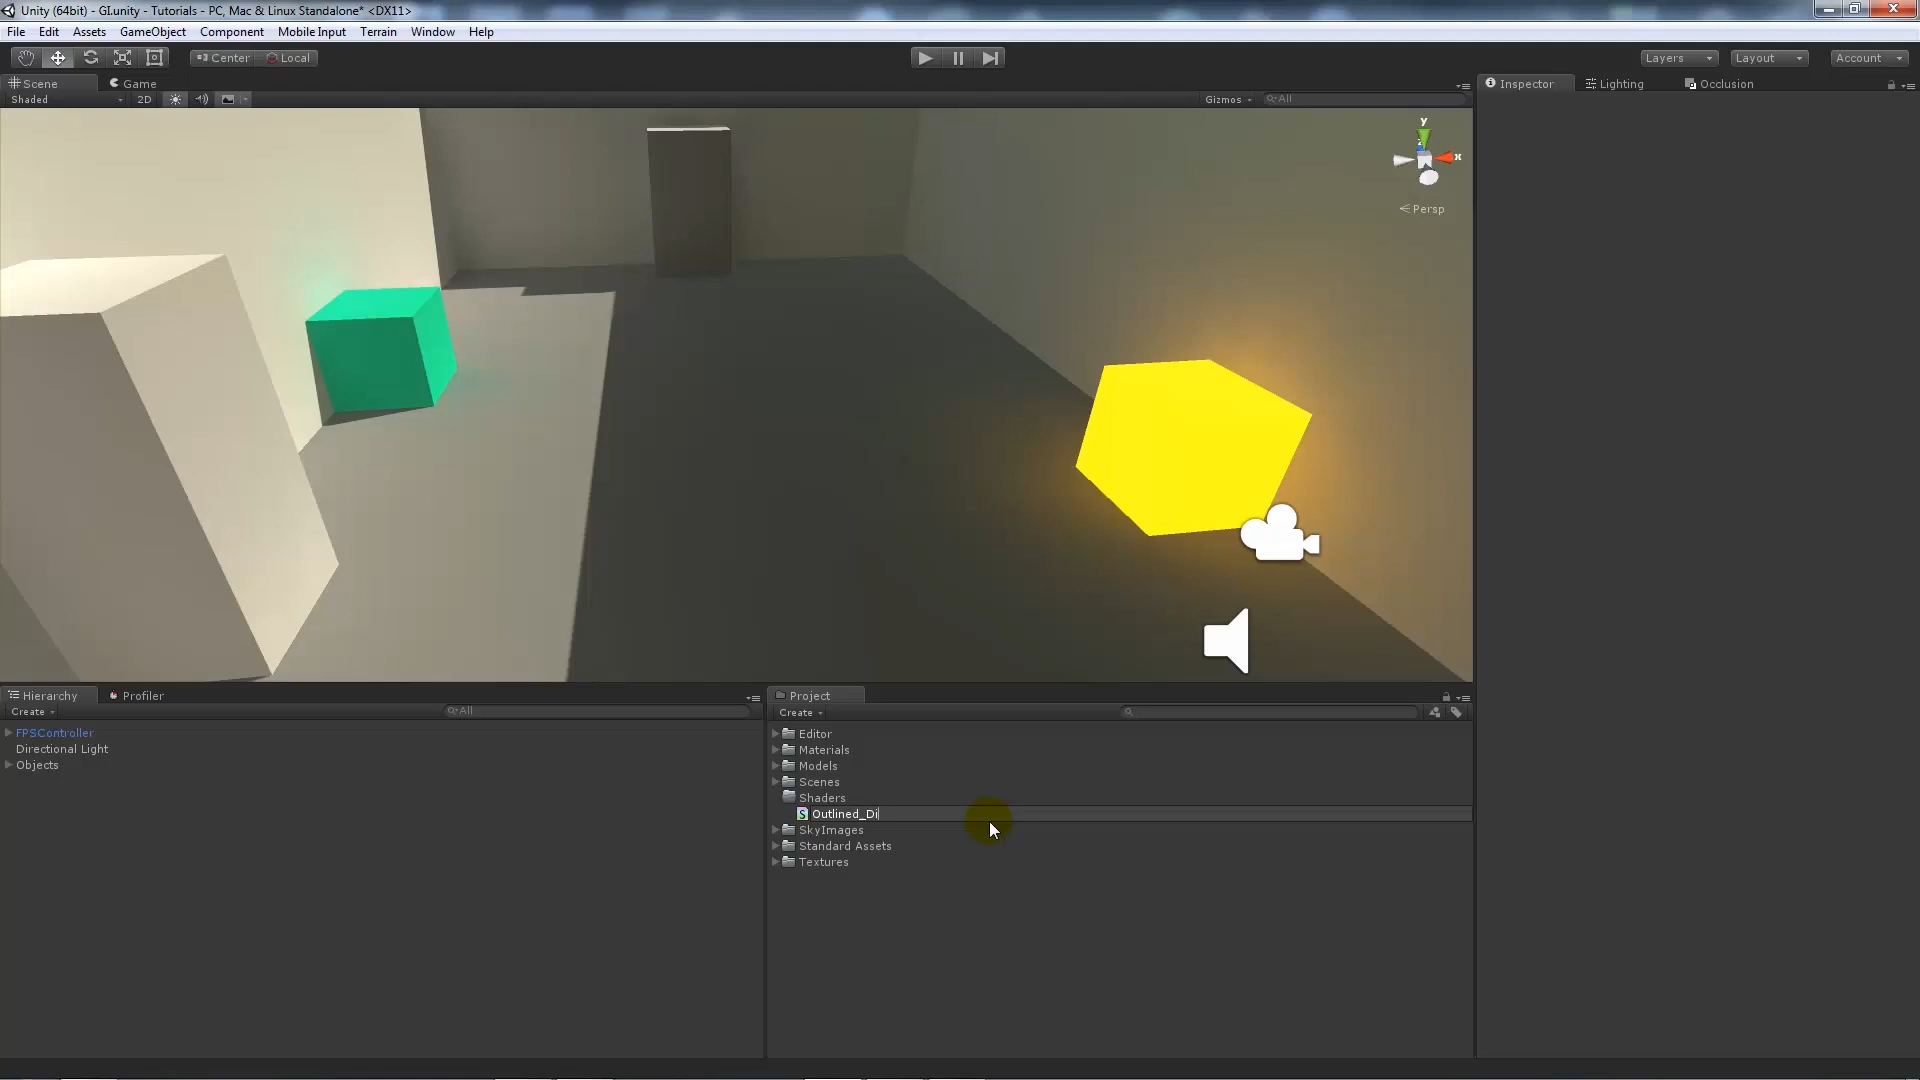 Unity (64bit) - GI.unity - Tutorials - PC, Mac & Linux Standalone* <DX11>
File Edit Assets GameObject Component Mobile Input Terrain Window Help
Center Local Layers Layout Account
Scene Game Inspector Lighting Occlusion
Shaded 2D Gizmos All
y
x
Persp
Hierarchy Profiler
Create All
FPSController
Directional Light
Objects
Project
Create
Editor
Materials
Models
Scenes
Shaders
Outlined_Di
SkyImages
Standard Assets
Textures